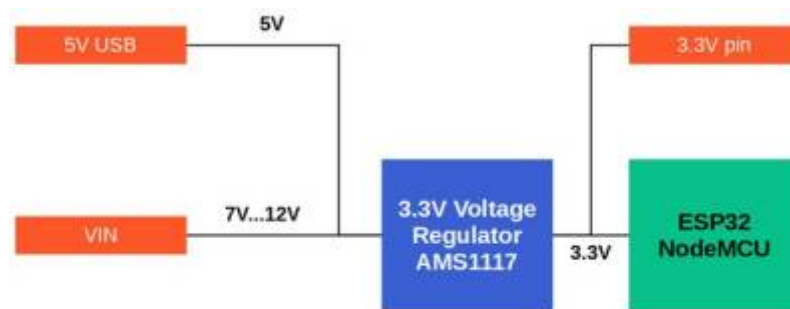 5V USB
5V
3.3V pin
VIN
7V...12V
3.3V Voltage
Regulator
AMS1117
3.3V
ESP32
NodeMCU